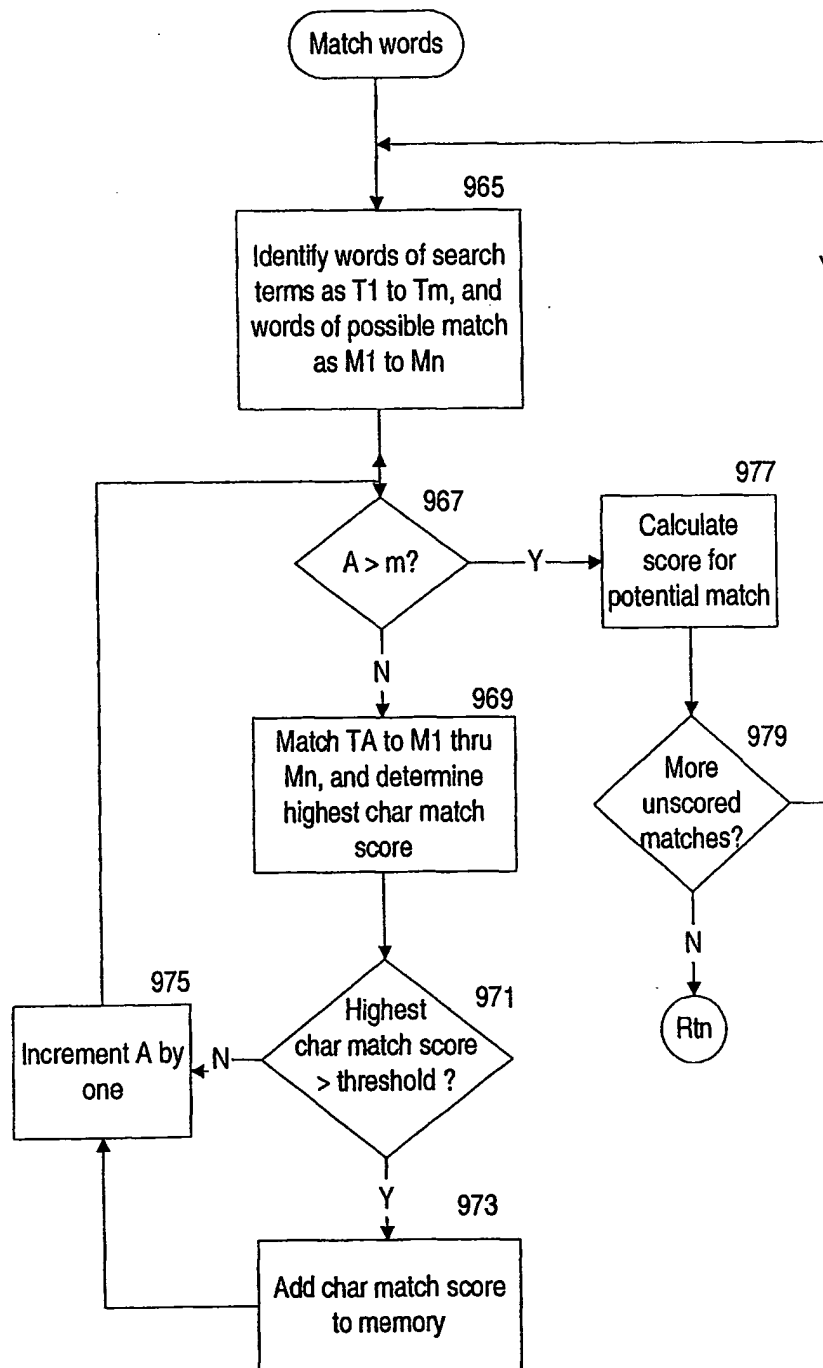 Match words
965
Identify words of search
terms as T1 to Tm, and
words of possible match
as M1 to Mn
967
A > m?
Y
977
Calculate
score for
potential match
N
969
Match TA to M1 thru
Mn, and determine
highest char match
score
979
More
unscored
matches?
N
Rtn
971
Highest
char match score
> threshold ?
N
975
Increment A by
one
Y
973
Add char match score
to memory